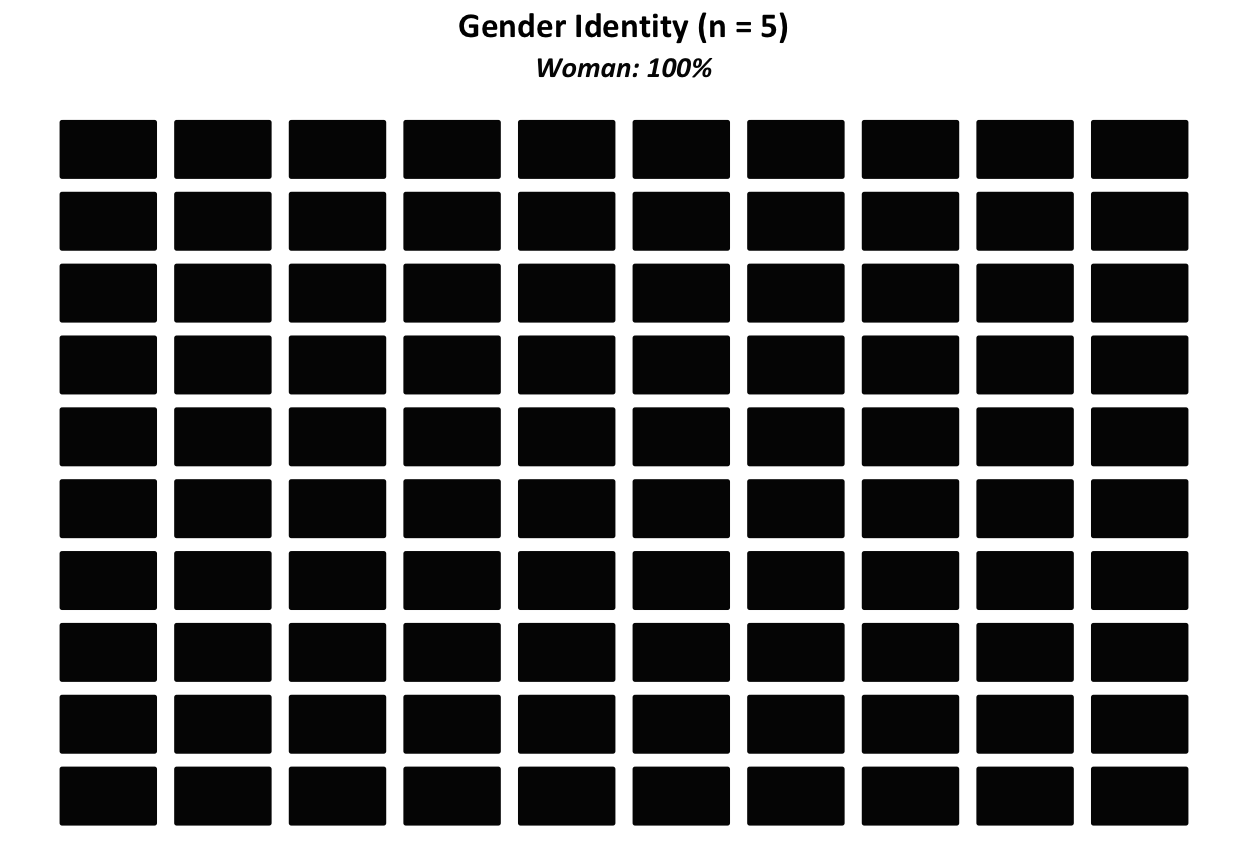 Gender Identity (n = 5)
Woman: 100%